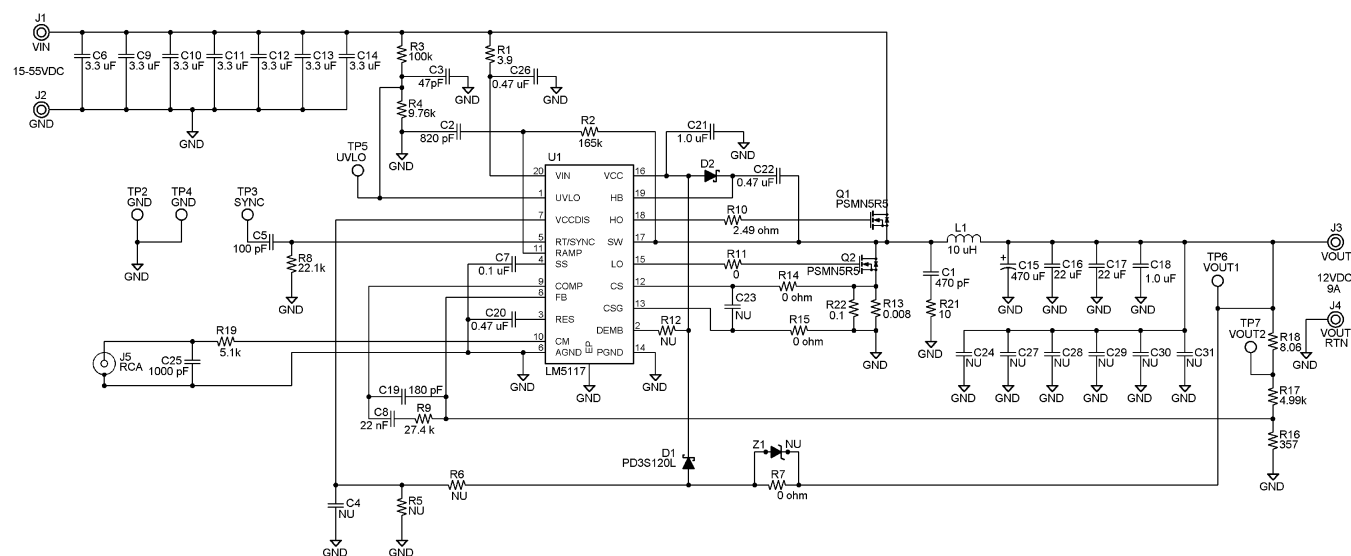 J1
VIN
15-55VDC
J2
GND
C6
3.3 uF
C9
3.3 uF
C10
3.3 uF
C11
3.3 uF
C12
3.3 uF
C13
3.3 uF
C14
3.3 uF
GND
R3
100k
C3
47pF
GND
R4
9.76k
GND
R1
3.9
C26
0.47 uF
GND
C2
820 pF
R2
165k
C21
1.0 uF
GND
TP5
UVLO
D2
C22
0.47 uF
TP2
GND
TP4
GND
GND
TP3
SYNC
C5
100 pF
R8
22.1k
GND
U1
20
VIN
1
UVLO
7
VCCDIS
5
RT/SYNC
11
RAMP
4
SS
9
COMP
8
FB
3
RES
10
CM
6
AGND
EP
LM5117
VCC
16
HB
19
HO
18
SW
17
LO
15
CS
12
CSG
13
DEMB
2
PGND
14
GND
GND
GND
C7
0.1 uF
C20
0.47 uF
R19
5.1k
J5
RCA
C25
1000 pF
C19
180 pF
C8
22 nF
R9
27.4 k
R10
2.49 ohm
Q1
PSMN5R5
R11
0
Q2
PSMN5R5
R14
0 ohm
C23
NU
R22
0.1
R13
0.008
R15
0 ohm
R12
NU
GND
C1
470 pF
R21
10
GND
L1
10 uH
+
C15
470 uF
GND
C16
22 uF
GND
C17
22 uF
GND
C18
1.0 uF
GND
C24
NU
GND
C27
NU
GND
C28
NU
GND
C29
NU
GND
C30
NU
GND
C31
NU
GND
TP6
VOUT1
TP7
VOUT2
J3
VOUT
12VDC
9A
J4
VOUT
RTN
GND
R18
8.06
R17
4.99k
R16
357
GND
D1
PD3S120L
Z1
NU
R7
0 ohm
R6
NU
C4
NU
GND
R5
NU
GND